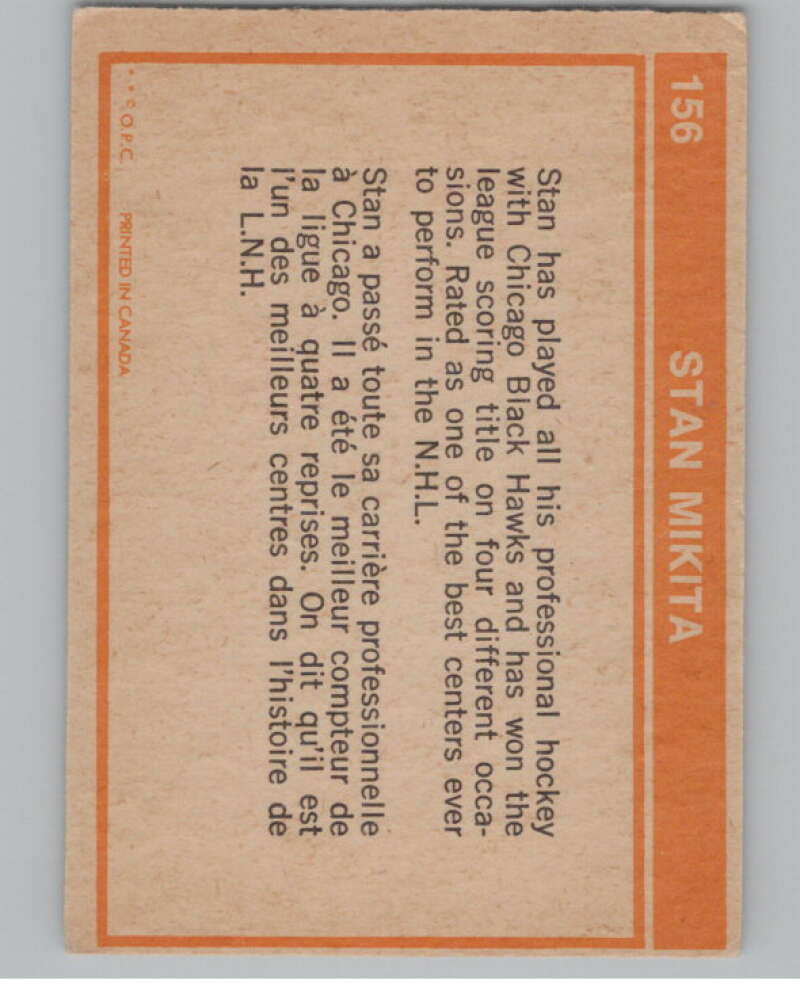 156
STAN MIKITA
Stan has played all his professional hockey
with Chicago Black Hawks and has won the
league scoring title on four different occa-
sions. Rated as one of the best centers ever
to perform in the N.H.L.
Stan a passé toute sa carrière professionnelle
à Chicago. Il a été le meilleur compteur de
la ligue à quatre reprises. On dit qu'il est
l'un des meilleurs centres dans l'histoire de
la L.N.H.
* * © O.P.C. PRINTED IN CANADA